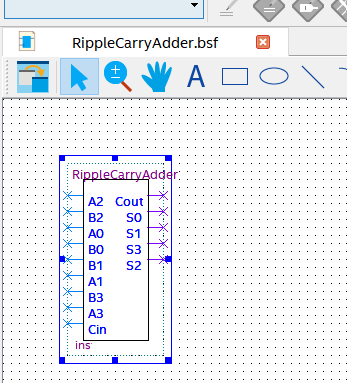 RippleCarryAdder.bsf
A
RippleCarryAdder
A2 Cout
B2 S0
A0 S1
B0 S3
B1 S2
A1
B3
A3
Cin
ins